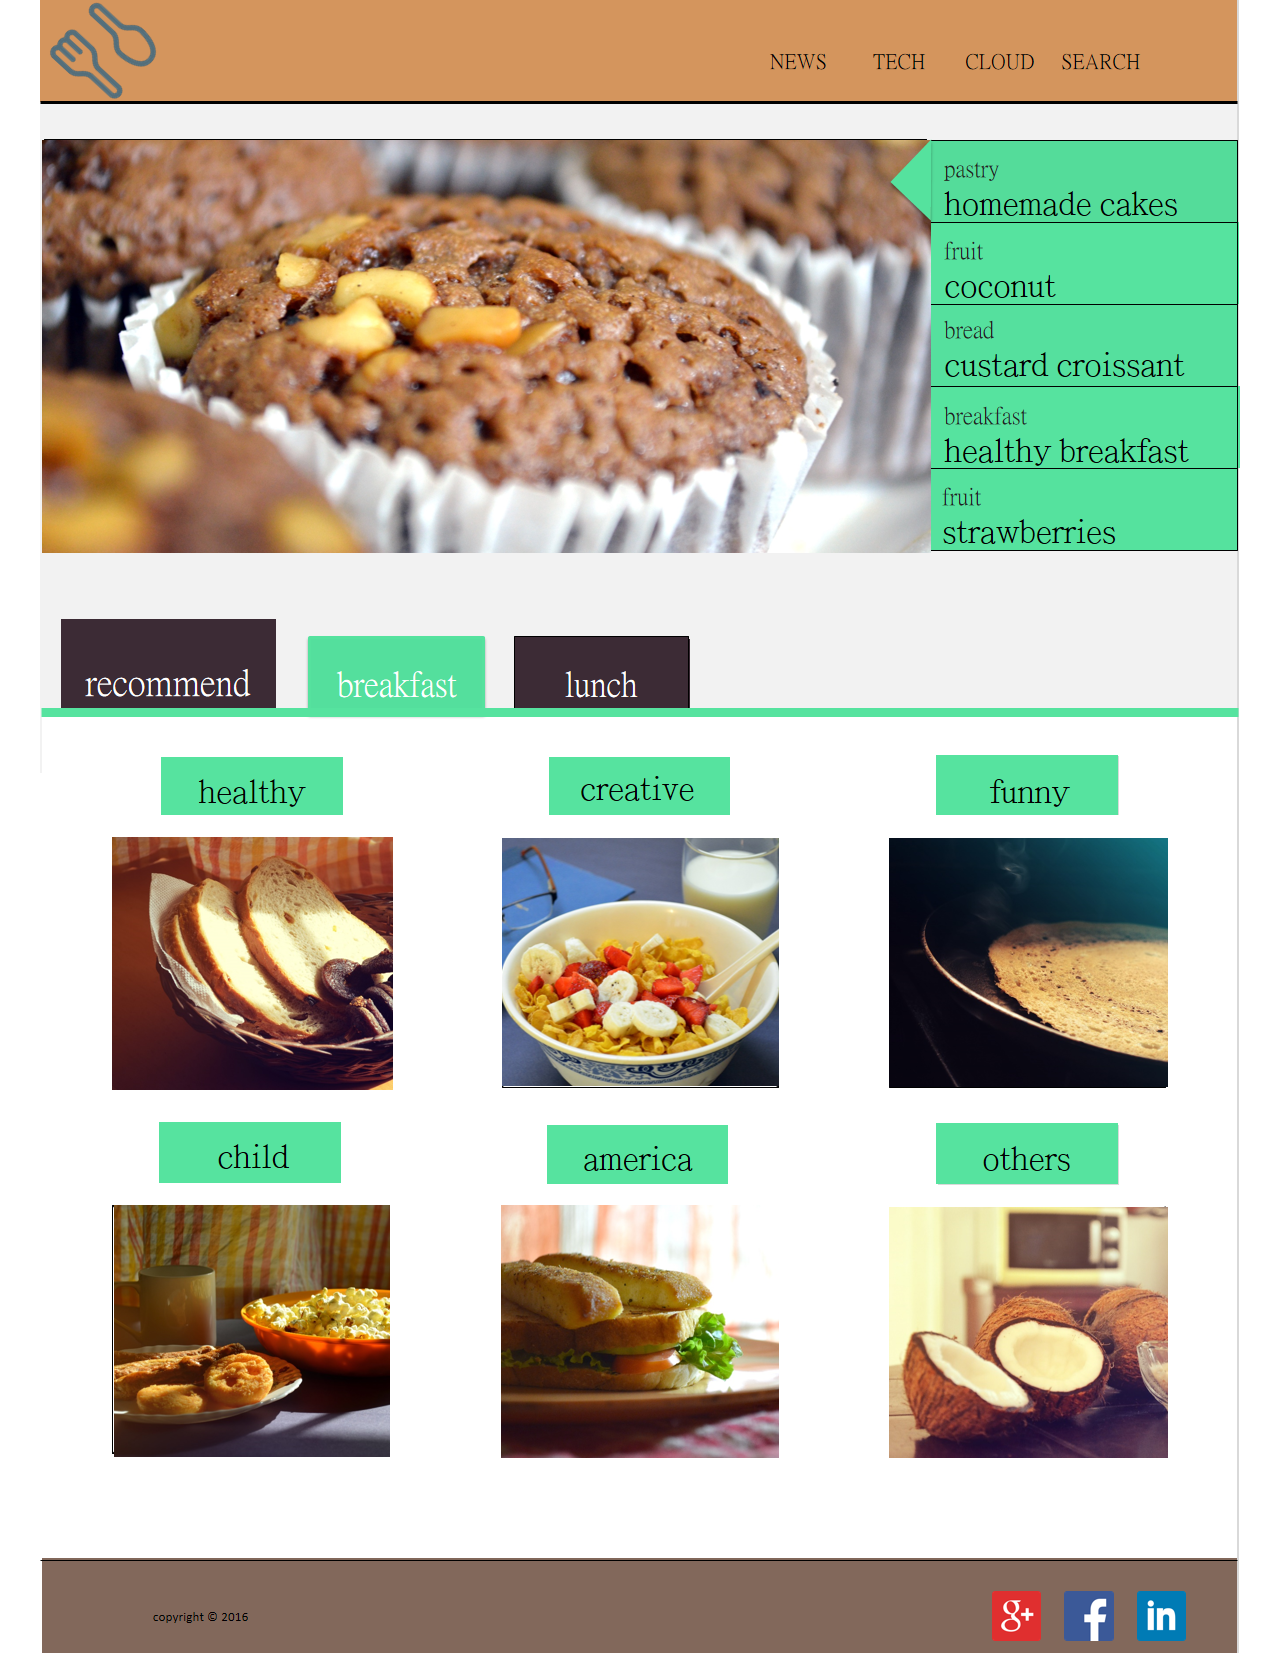 NEWS TECH CLOUD SEARCH
pastry
homemade cakes
fruit
coconut
bread
custard croissant
breakfast
healthy breakfast
fruit
strawberries
recommend breakfast lunch
healthy creative funny
child america others
copyright © 2016
g+ f in